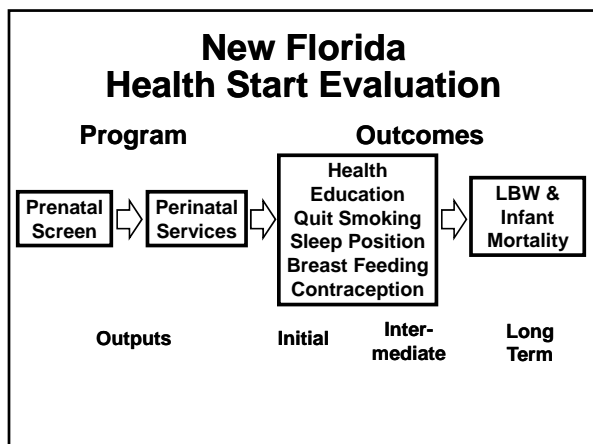 New Florida
Health Start Evaluation
Program
Outcomes
Prenatal
Screen
Perinatal
Services
Health
Education
Quit Smoking
Sleep Position
Breast Feeding
Contraception
LBW &
Infant
Mortality
Outputs
Initial
Inter-
mediate
Long
Term